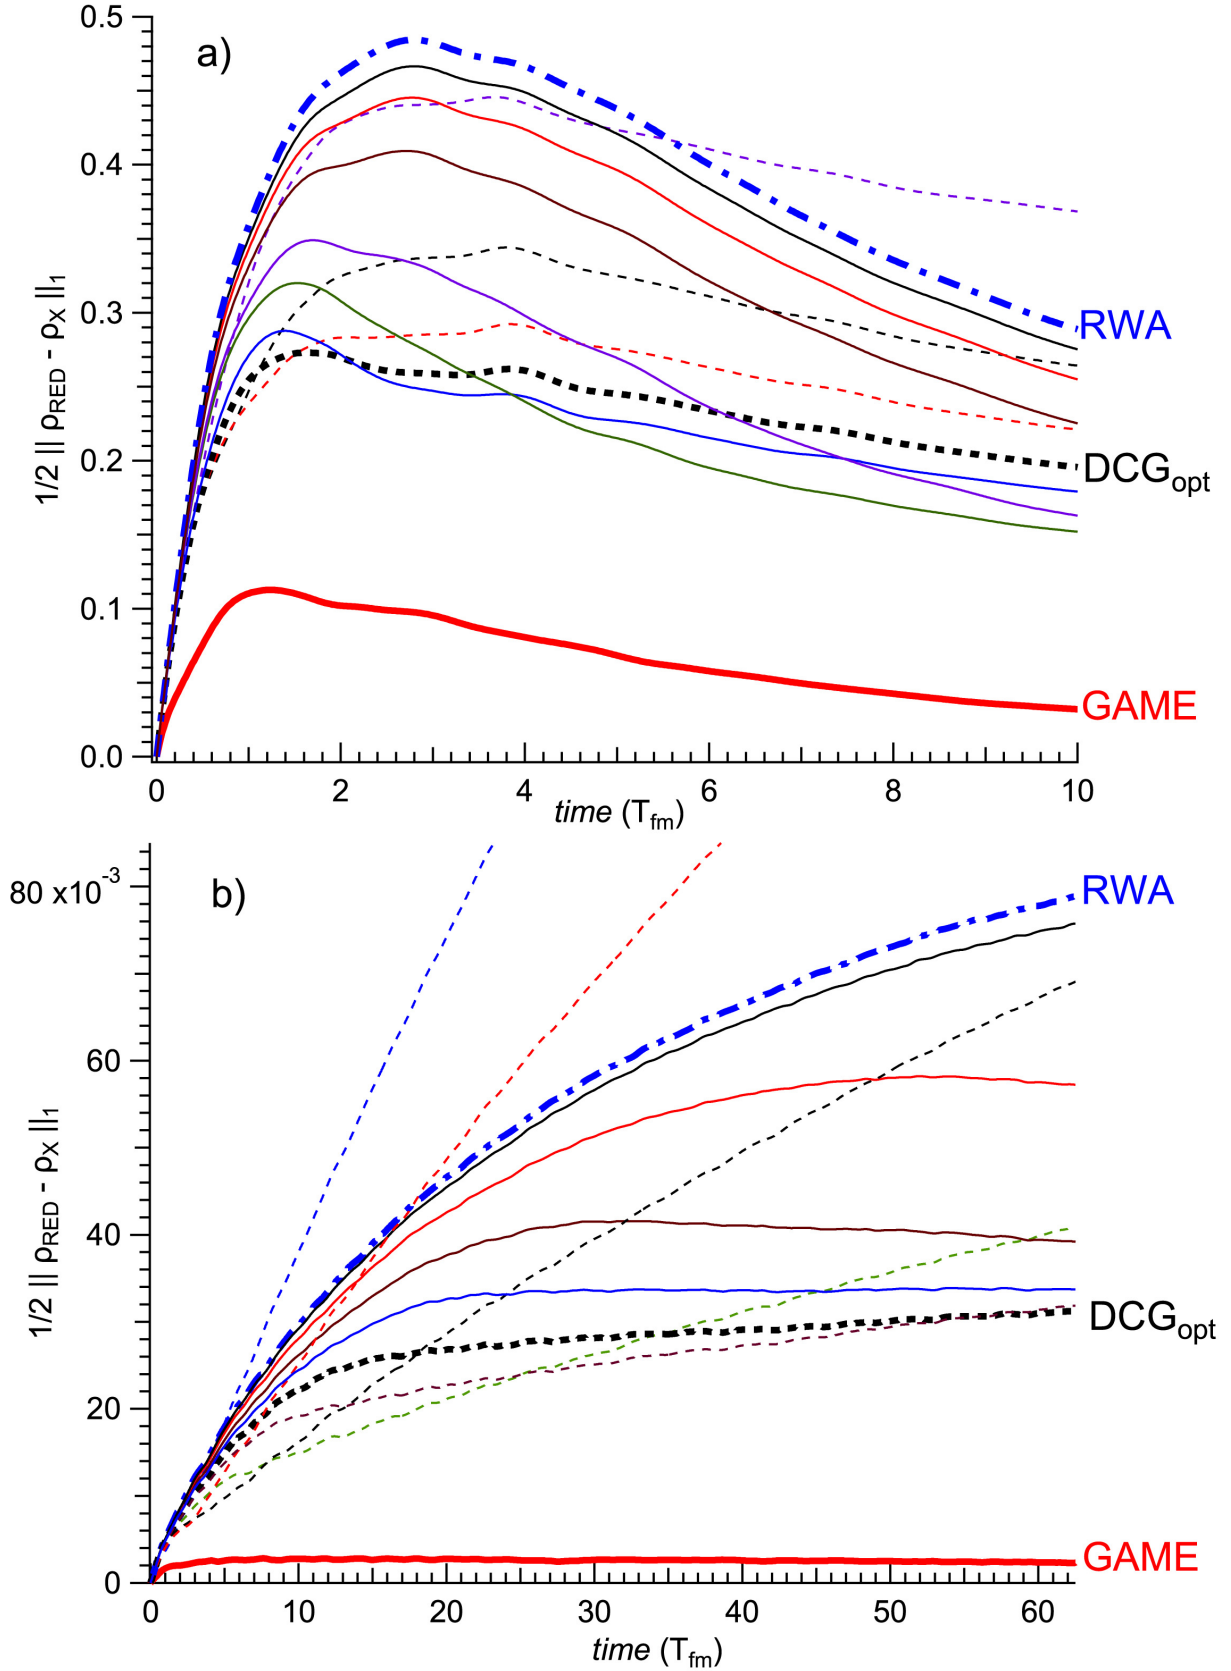 a)
0.5
0.4
0.3
0.2
0.1
0.0
1/2 || ρRED - ρX ||1
RWA
DCGopt
GAME
0 2 4 6 8 10
time (Tfm)
b)
80 x10-3
60
40
20
0
1/2 || ρRED - ρX ||1
RWA
DCGopt
GAME
0 10 20 30 40 50 60
time (Tfm)